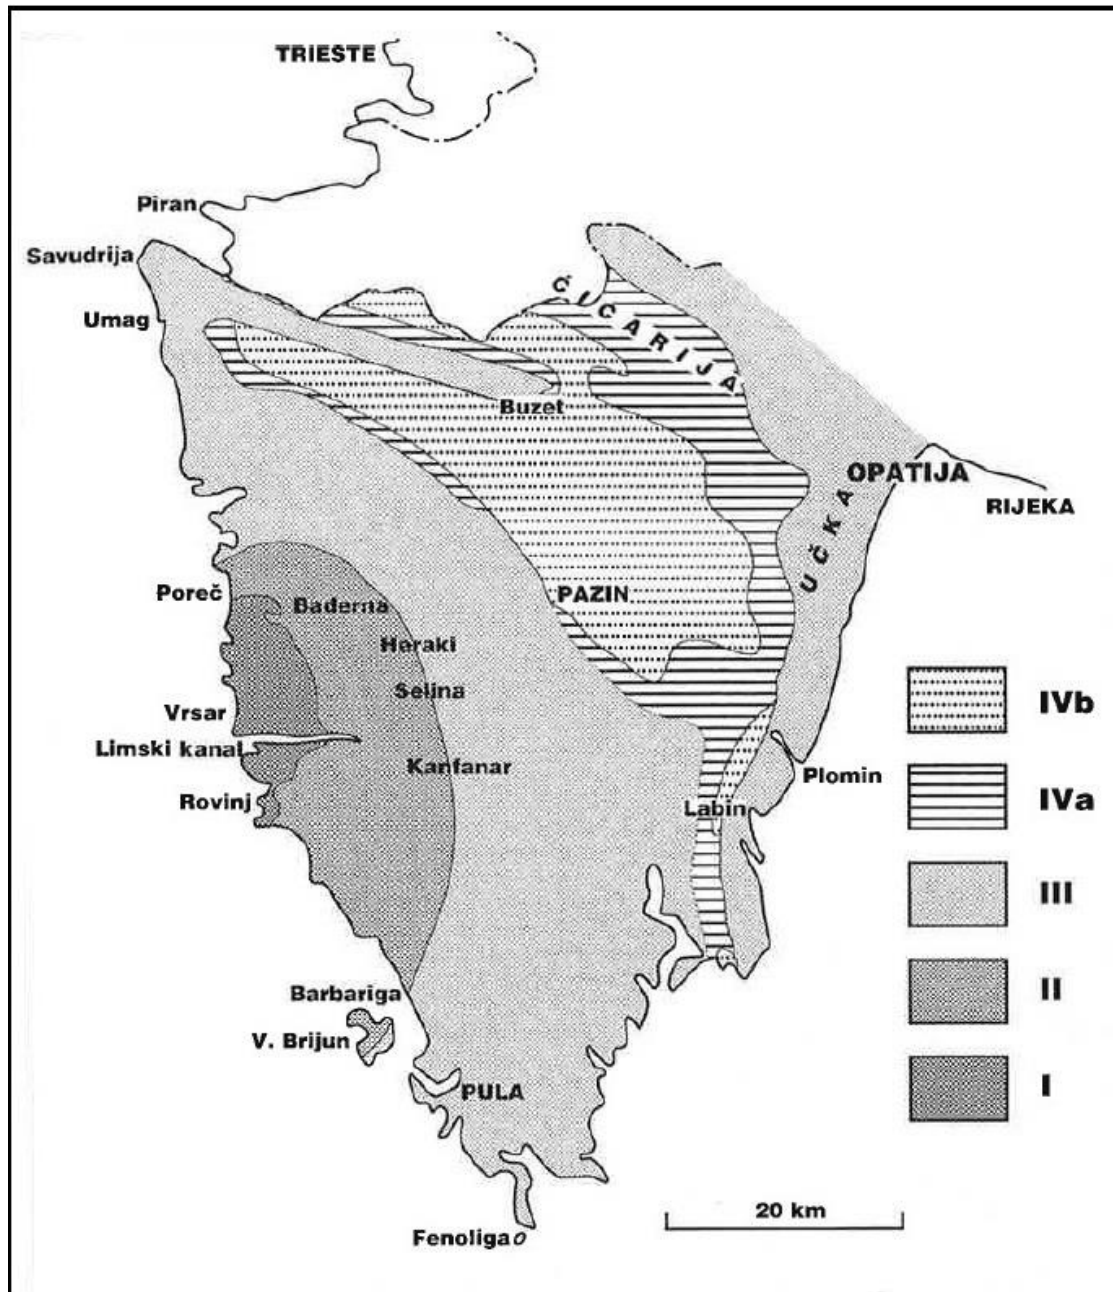 TRIESTE
Piran
Savudrija
ĆIĆARIJA
Umag
Buzet
OPATIJA
RIJEKA
UČKA
Poreč
PAZIN
Baderna
Heraki
Selina
Vrsar
IVb
Limski kanal
Kanfanar
Plomin
IVa
Rovinj
Labin
III
Barbariga
II
V. Brijun
PULA
I
20 km
Fenoliga